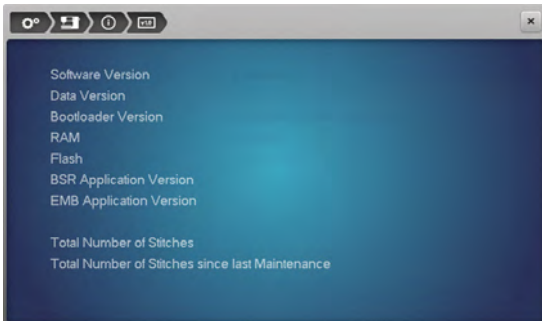 Software Version
Data Version
Bootloader Version
RAM
Flash
BSR Application Version
EMB Application Version
Total Number of Stitches
Total Number of Stitches since last Maintenance